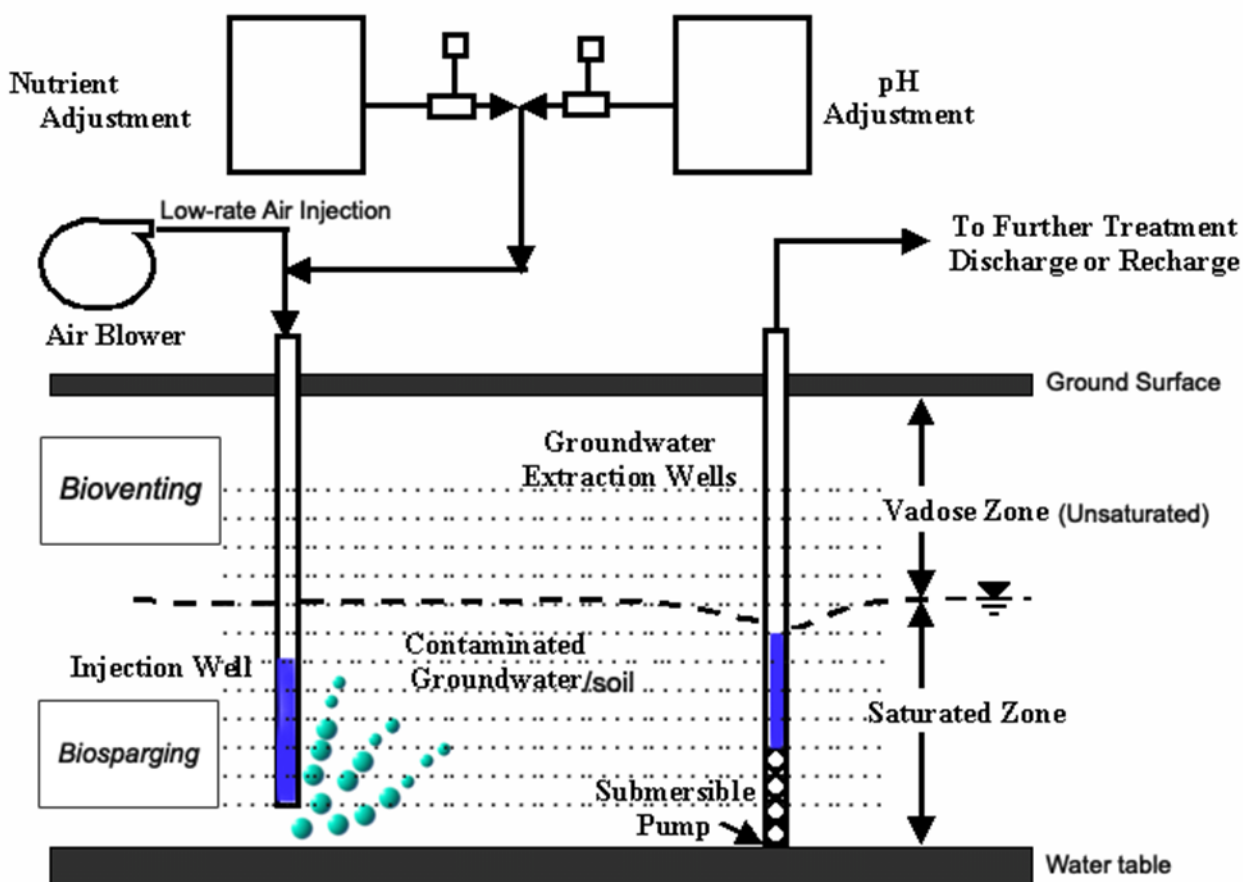 Nutrient
Adjustment
pH
Adjustment
Low-rate Air Injection
To Further Treatment
Discharge or Recharge
Air Blower
Ground Surface
Groundwater
Extraction Wells
Bioventing
Vadose Zone (Unsaturated)
Contaminated
Groundwater/soil
Injection Well
Saturated Zone
Biosparging
Submersible
Pump
Water table